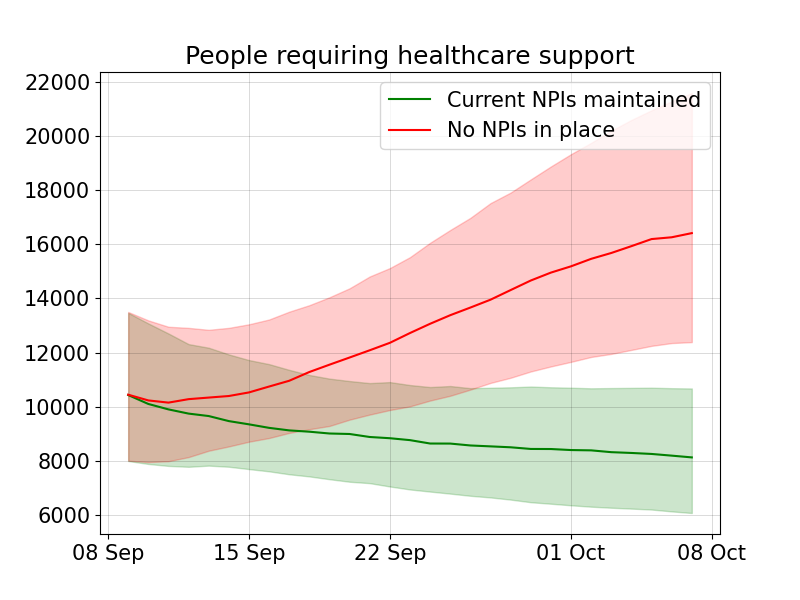 People requiring healthcare support
Current NPIs maintained
No NPIs in place
22000
20000
18000
16000
14000
12000
10000
8000
6000
08 Sep
15 Sep
22 Sep
01 Oct
08 Oct